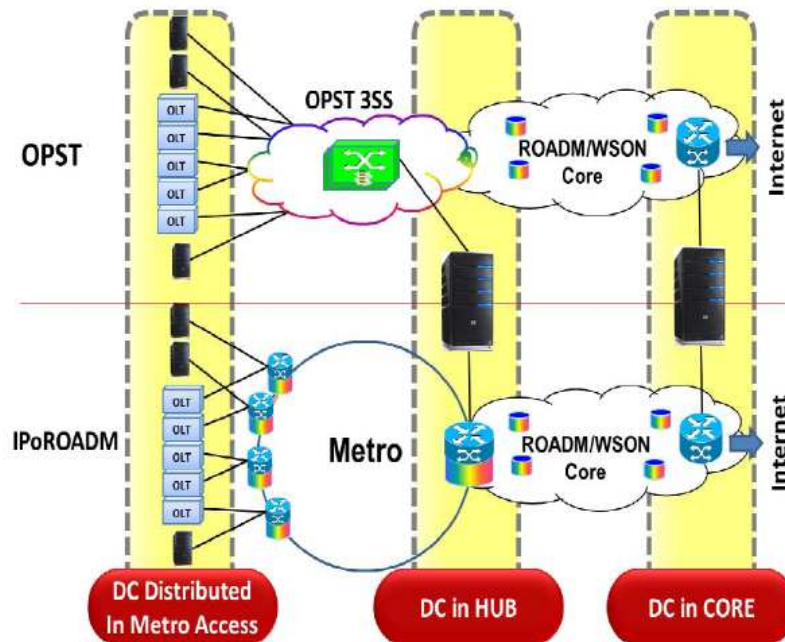 OPST 3SS
OLT
OLT
OLT
OLT
OLT
OPST
ROADM/WSON
Core
Internet
OLT
OLT
OLT
OLT
OLT
IPoROADM
Metro
ROADM/WSON
Core
Internet
DC Distributed
In Metro Access
DC in HUB
DC in CORE